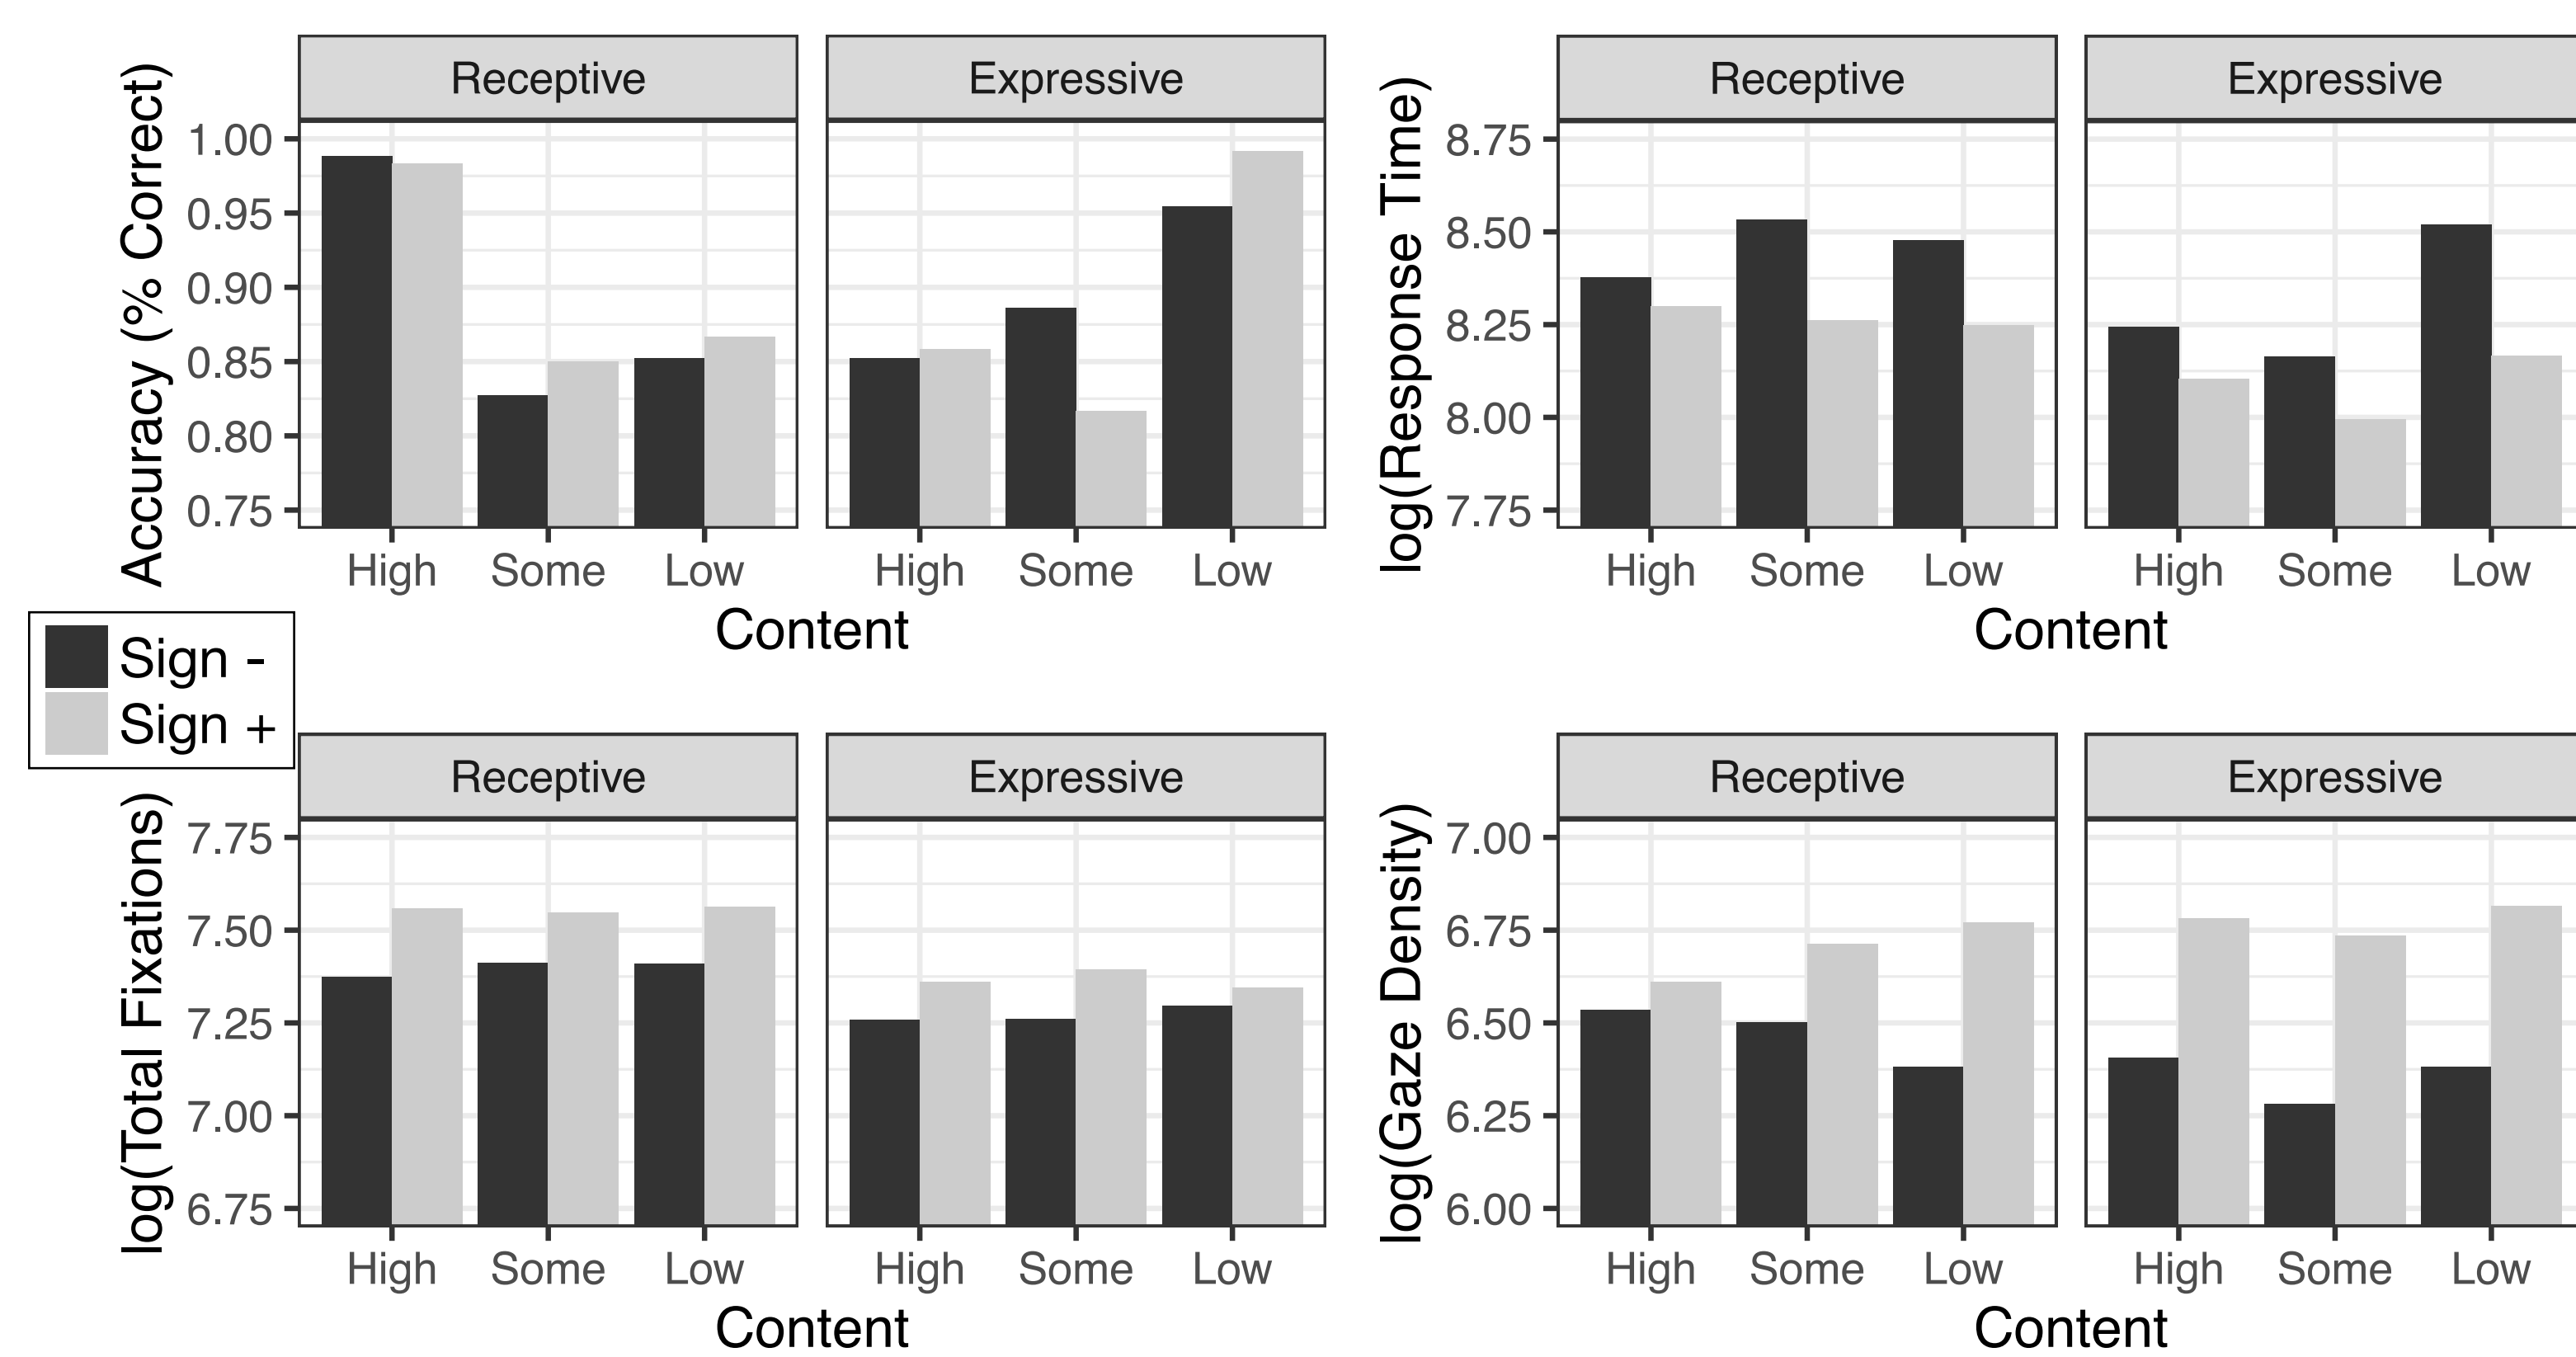 Receptive
Expressive
Accuracy (% Correct)
1.00
0.95
0.90
0.85
0.80
0.75
High Some Low
High Some Low
Content
Receptive
Expressive
log(Response Time)
8.75
8.50
8.25
8.00
7.75
High Some Low
High Some Low
Content
Sign -
Sign +
Receptive
Expressive
log(Total Fixations)
7.75
7.50
7.25
7.00
6.75
High Some Low
High Some Low
Content
Receptive
Expressive
log(Gaze Density)
7.00
6.75
6.50
6.25
6.00
High Some Low
High Some Low
Content